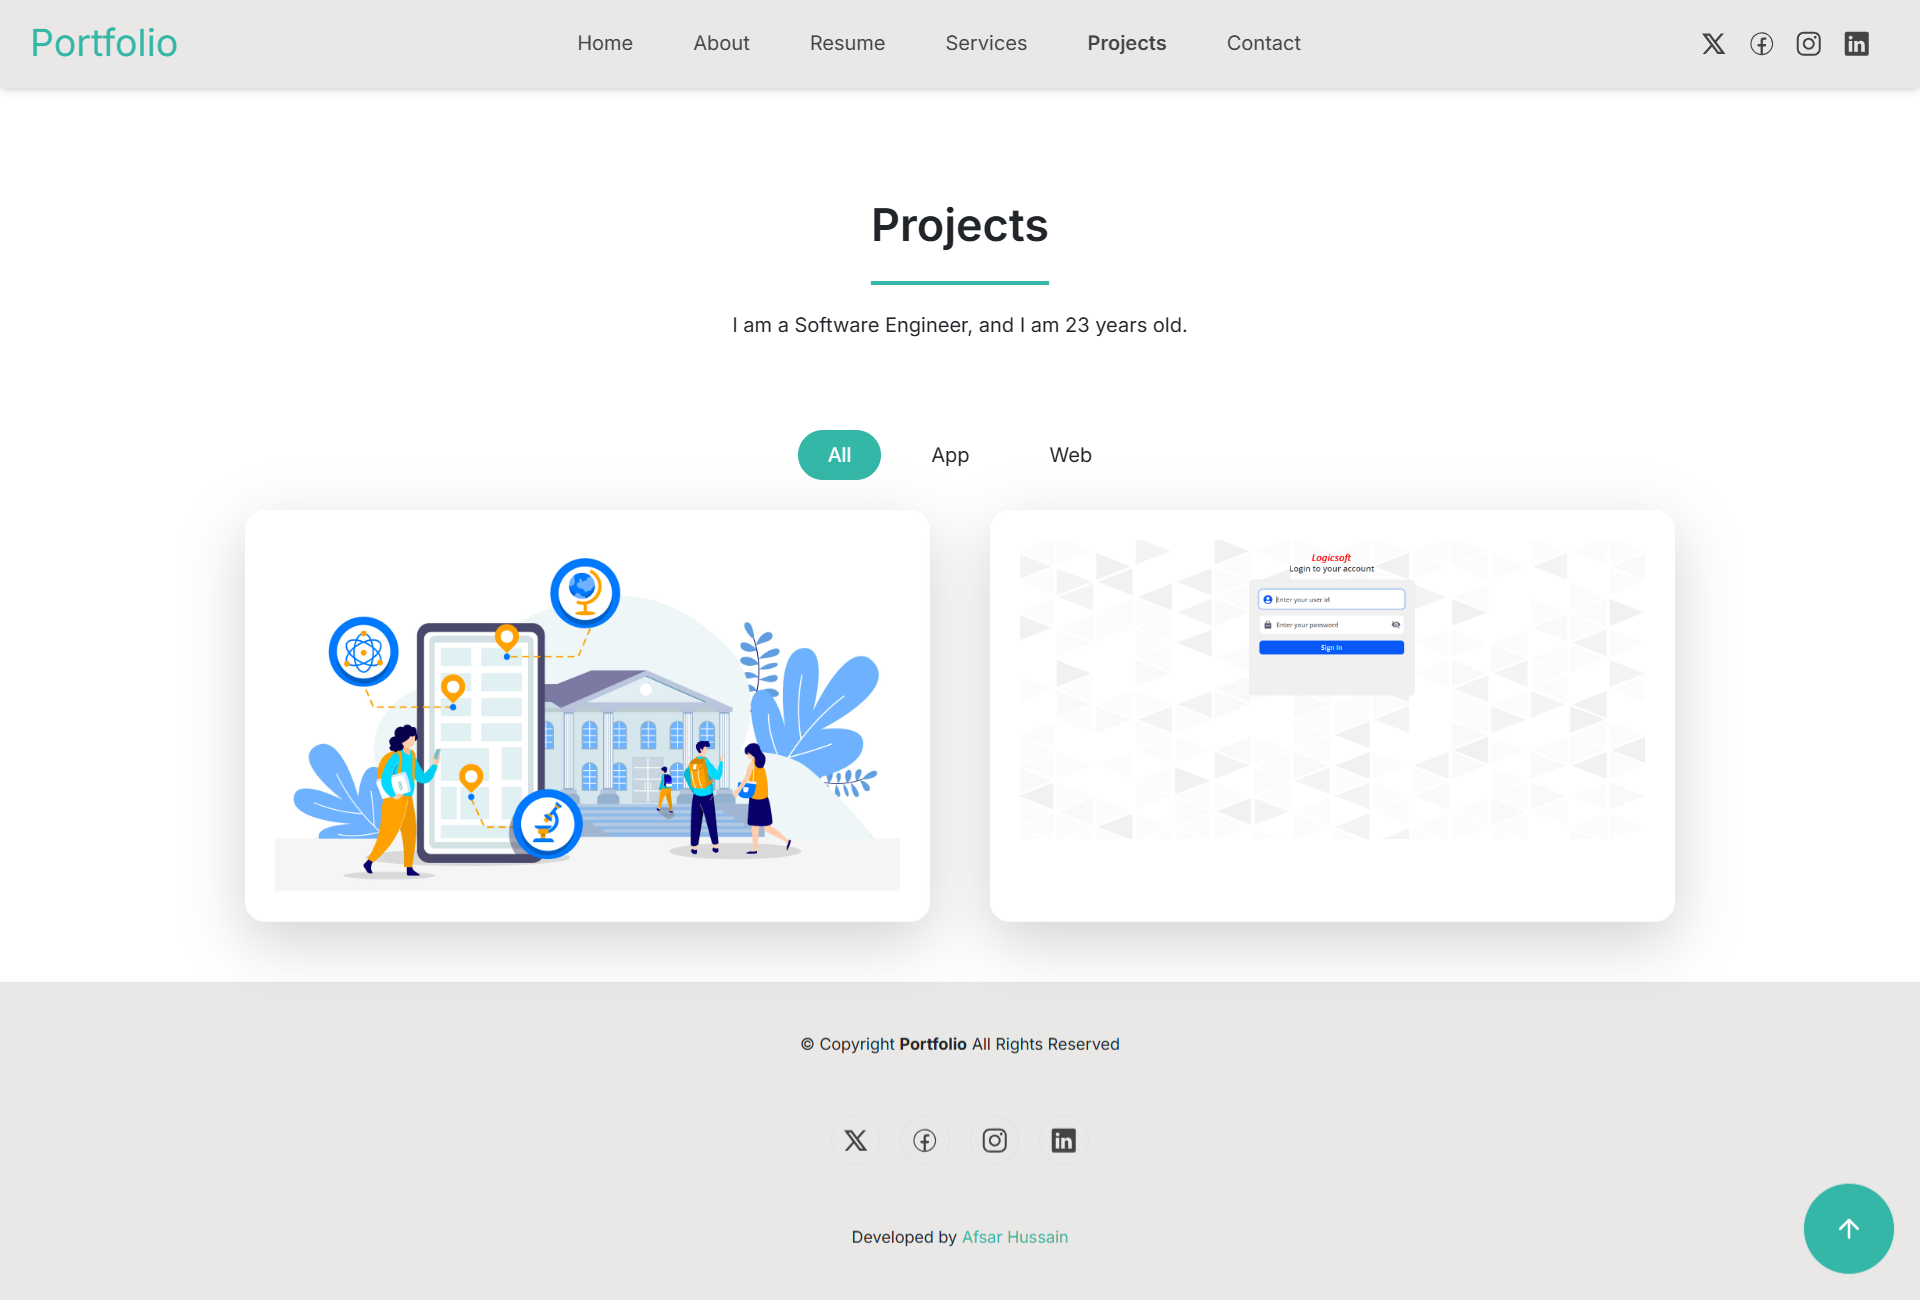 Portfolio
Home About Resume Services Projects Contact
Projects
I am a Software Engineer, and I am 23 years old.
All App Web
Logicsoft
Login to your account
Enter your user id
Enter your password
Sign In
© Copyright Portfolio All Rights Reserved
Developed by Afsar Hussain